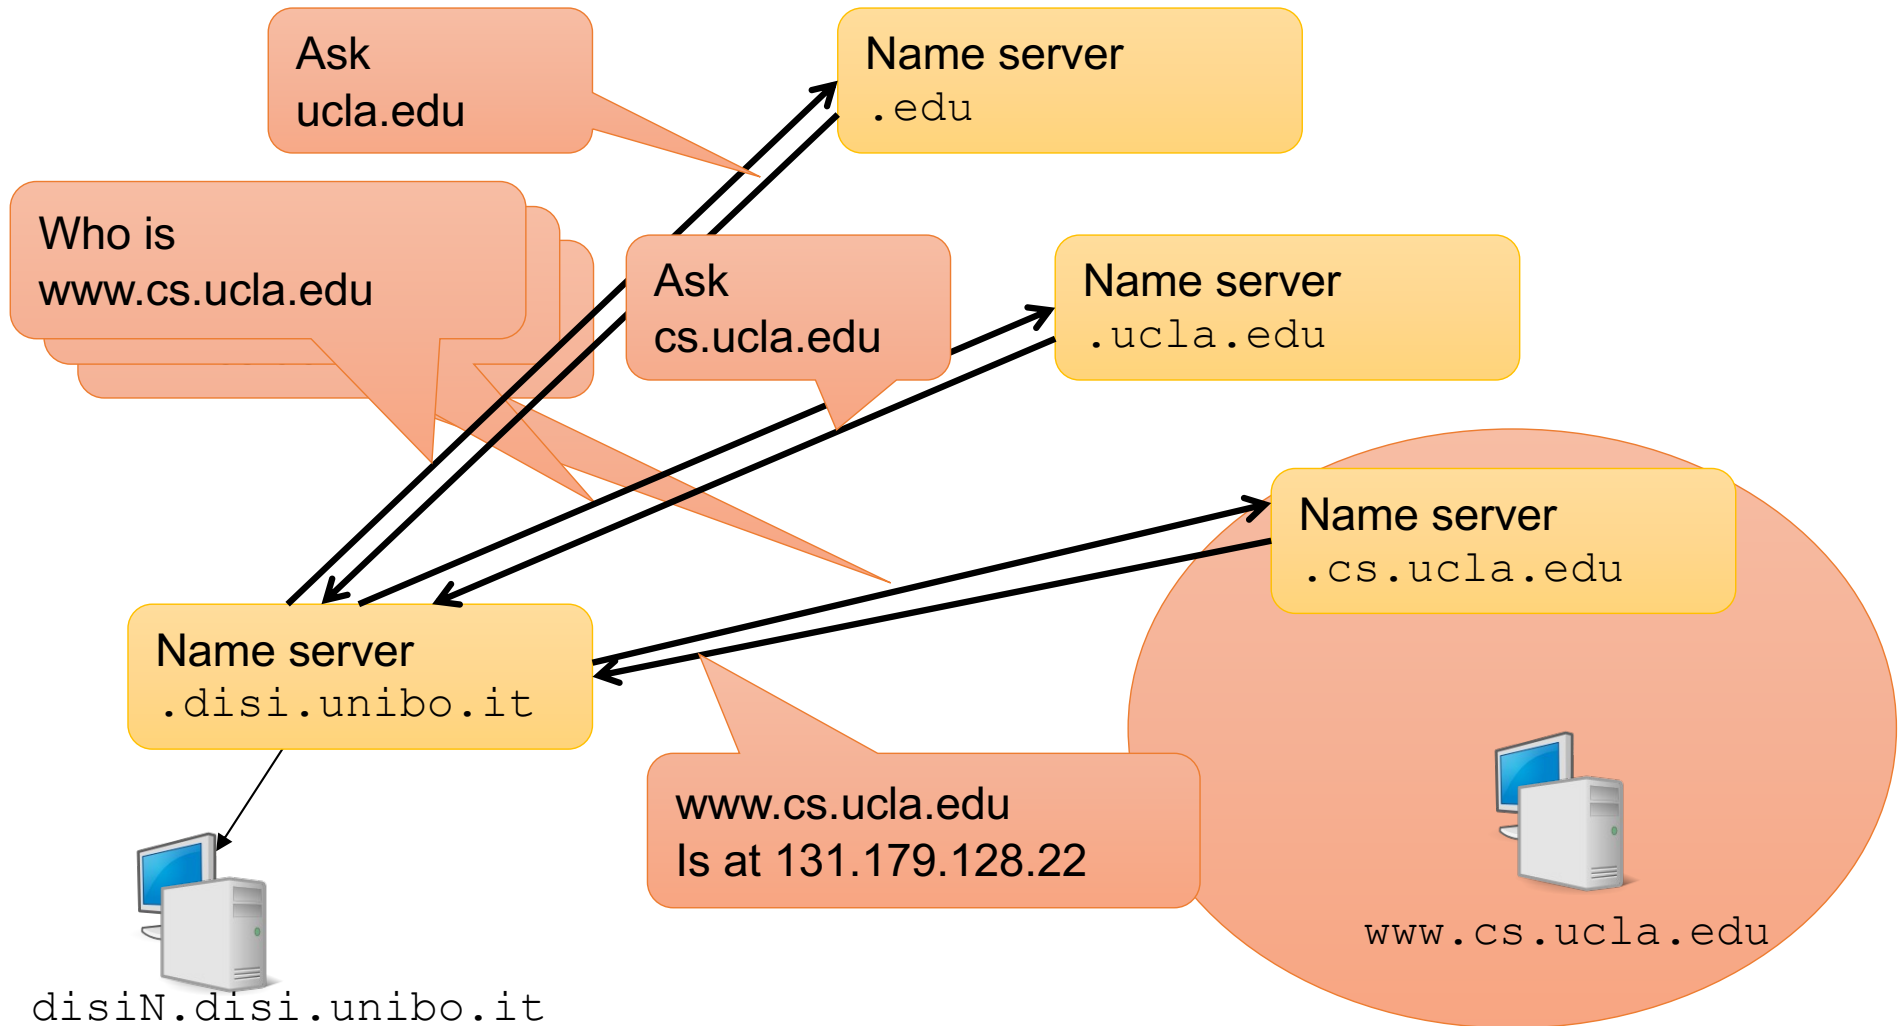 Ask
ucla.edu
Name server
.edu
Who is
www.cs.ucla.edu
Ask
cs.ucla.edu
Name server
.ucla.edu
Name server
.cs.ucla.edu
Name server
.disi.unibo.it
www.cs.ucla.edu
Is at 131.179.128.22
www.cs.ucla.edu
disiN.disi.unibo.it